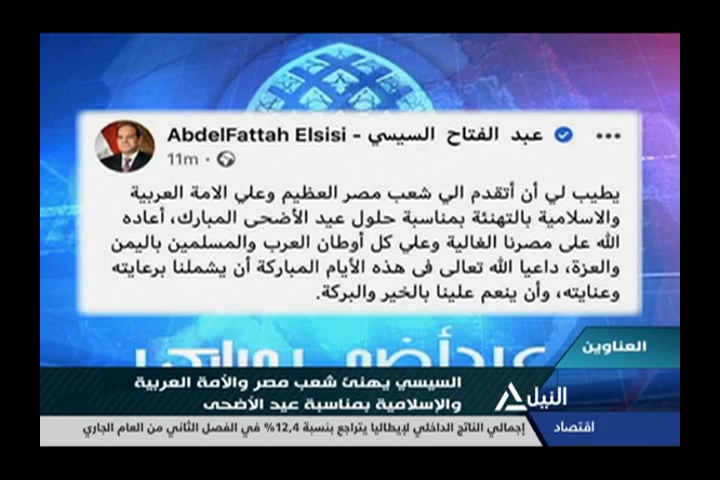 AbdelFattah Elsisi - عبد الفتاح السيسي
11m
يطيب لي أن أتقدم الي شعب مصر العظيم وعلي الامة العربية
والاسلامية بالتهنئة بمناسبة حلول عيد الأضحى المبارك، أعاده
الله على مصرنا الغالية وعلي كل أوطان العرب والمسلمين باليمن
والعزة، داعيا الله تعالى فى هذه الأيام المباركة أن يشملنا برعايته
وعنايته، وأن ينعم علينا بالخير والبركة.
العناوين
السيسي يهنئ شعب مصر والأمة العربية
والإسلامية بمناسبة عيد الأضحى
النيل
اقتصاد
إجمالي الناتج الداخلي لإيطاليا يتراجع بنسبة 12,4% في الفصل الثاني من العام الجاري